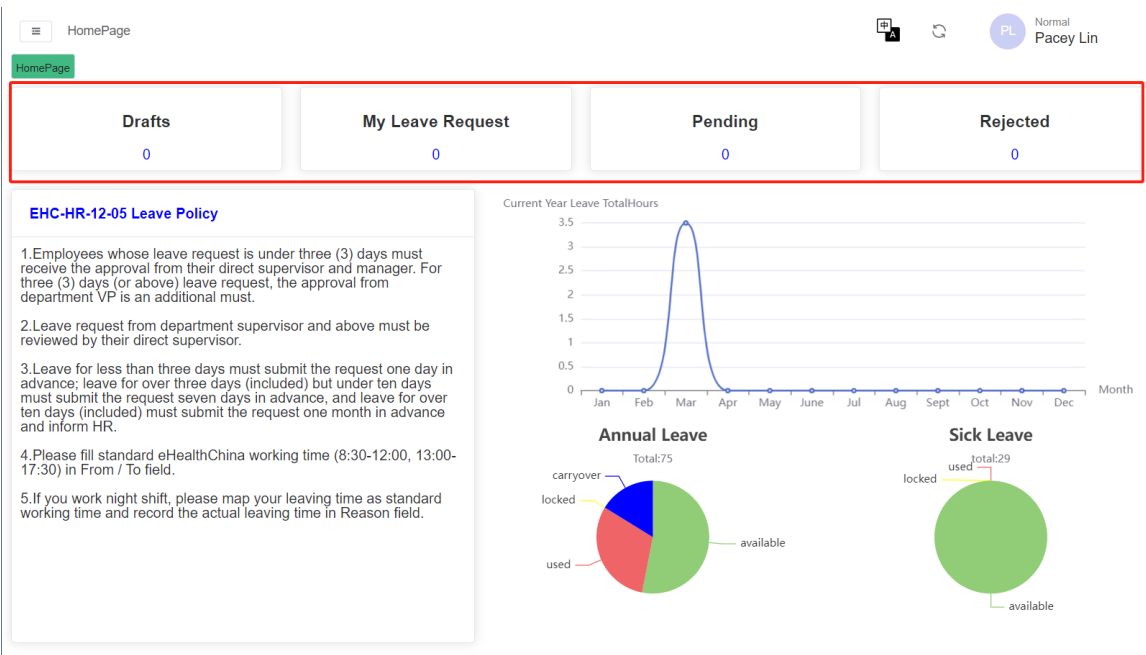 HomePage
中
A
PL
Normal
Pacey Lin
HomePage
Drafts
0
My Leave Request
0
Pending
0
Rejected
0
EHC-HR-12-05 Leave Policy
1.Employees whose leave request is under three (3) days must
receive the approval from their direct supervisor and manager. For
three (3) days (or above) leave request, the approval from
department VP is an additional must.
2.Leave request from department supervisor and above must be
reviewed by their direct supervisor.
3.Leave for less than three days must submit the request one day in
advance; leave for over three days (included) but under ten days
must submit the request seven days in advance, and leave for over
ten days (included) must submit the request one month in advance
and inform HR.
4.Please fill standard eHealthChina working time (8:30-12:00, 13:00-
17:30) in From / To field.
5.If you work night shift, please map your leaving time as standard
working time and record the actual leaving time in Reason field.
Current Year Leave TotalHours
3.5
3
2.5
2
1.5
1
0.5
0
Jan Feb Mar Apr May June Jul Aug Sept Oct Nov Dec
Month
Annual Leave
Total:75
carryover
locked
used
available
Sick Leave
total:29
used
locked
available